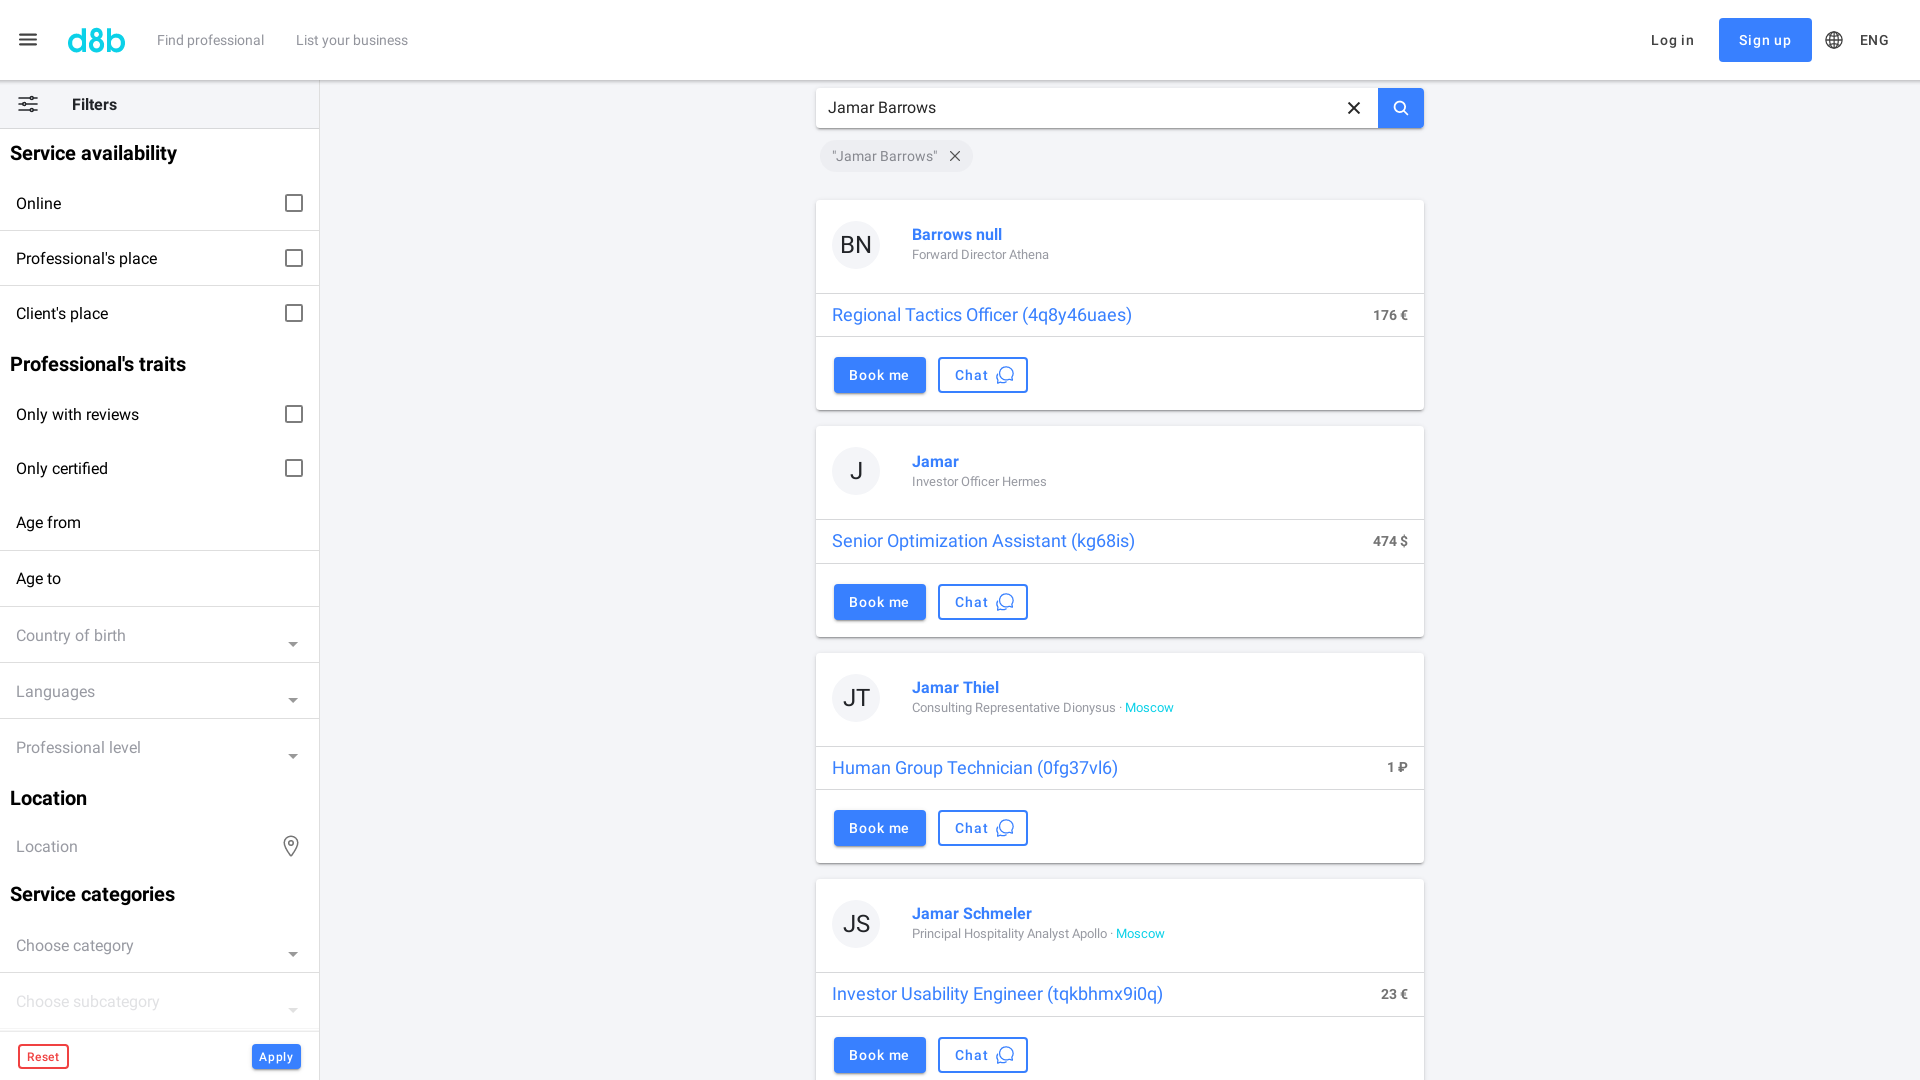 d8b
Find professional
List your business
Log in
Sign up
ENG
Filters
Service availability
Online
Professional's place
Client's place
Professional's traits
Only with reviews
Only certified
Age from
Age to
Country of birth
Languages
Professional level
Location
Location
Service categories
Choose category
Choose subcategory
Reset
Apply
Jamar Barrows
"Jamar Barrows"
BN
Barrows null
Forward Director Athena
Regional Tactics Officer (4q8y46uaes)
176 €
Book me
Chat
J
Jamar
Investor Officer Hermes
Senior Optimization Assistant (kg68is)
474 $
Book me
Chat
JT
Jamar Thiel
Consulting Representative Dionysus · Moscow
Human Group Technician (0fg37vl6)
1 ₽
Book me
Chat
JS
Jamar Schmeler
Principal Hospitality Analyst Apollo · Moscow
Investor Usability Engineer (tqkbhmx9i0q)
23 €
Book me
Chat